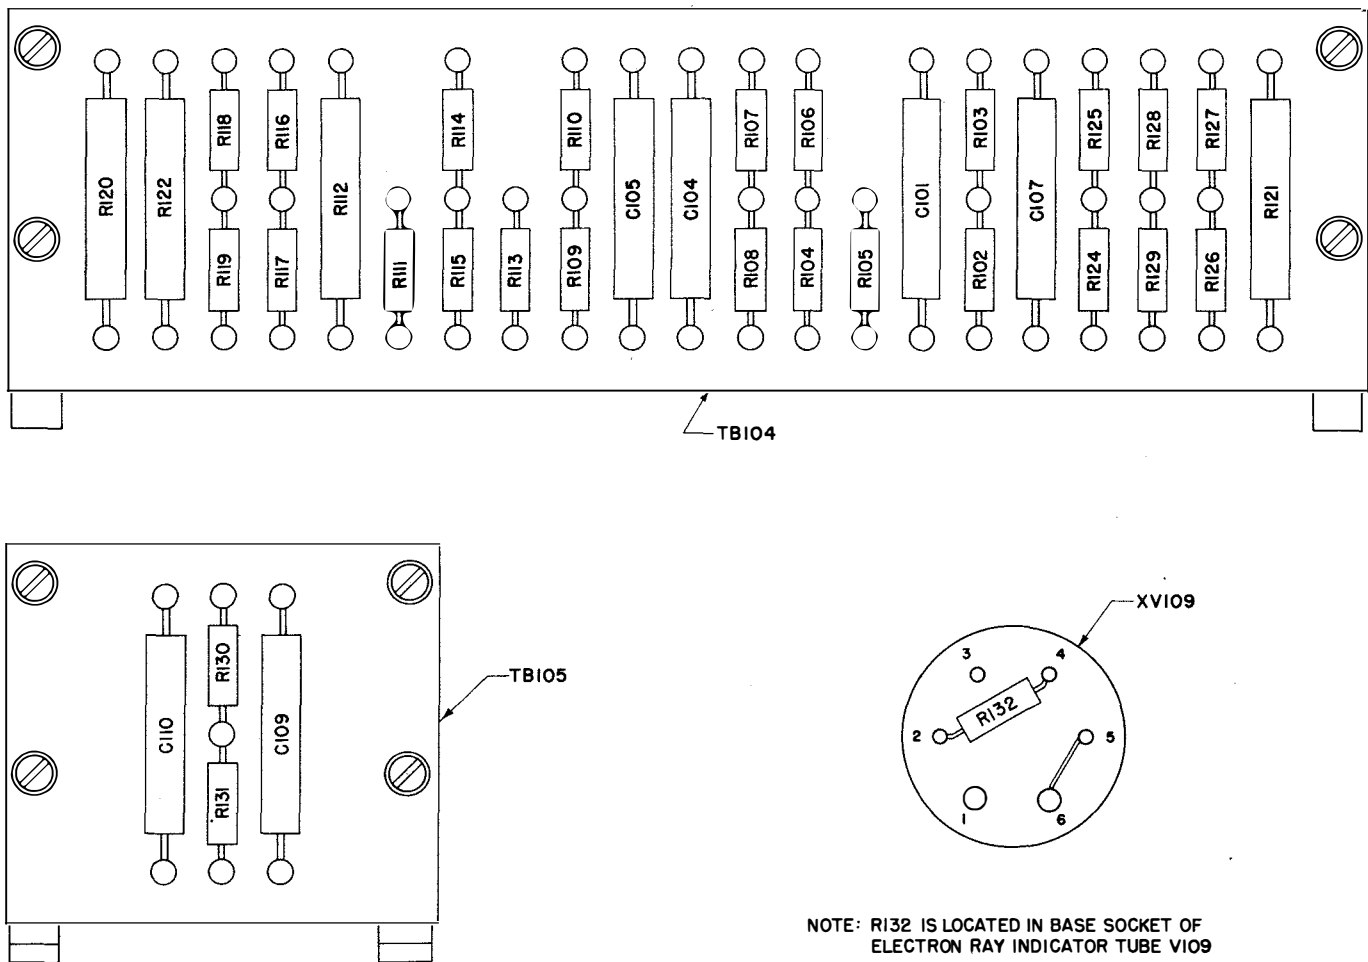 R120
R122
R118
R119
R116
R117
R112
R111
R114
R115
R113
R110
R109
C105
C104
R107
R108
R106
R104
R105
C101
R103
R102
C107
R125
R124
R128
R129
R127
R126
R121
TB104
C110
R130
R131
C109
TB105
XV109
3
4
R132
2
5
1
6
NOTE: R132 IS LOCATED IN BASE SOCKET OF
ELECTRON RAY INDICATOR TUBE V109